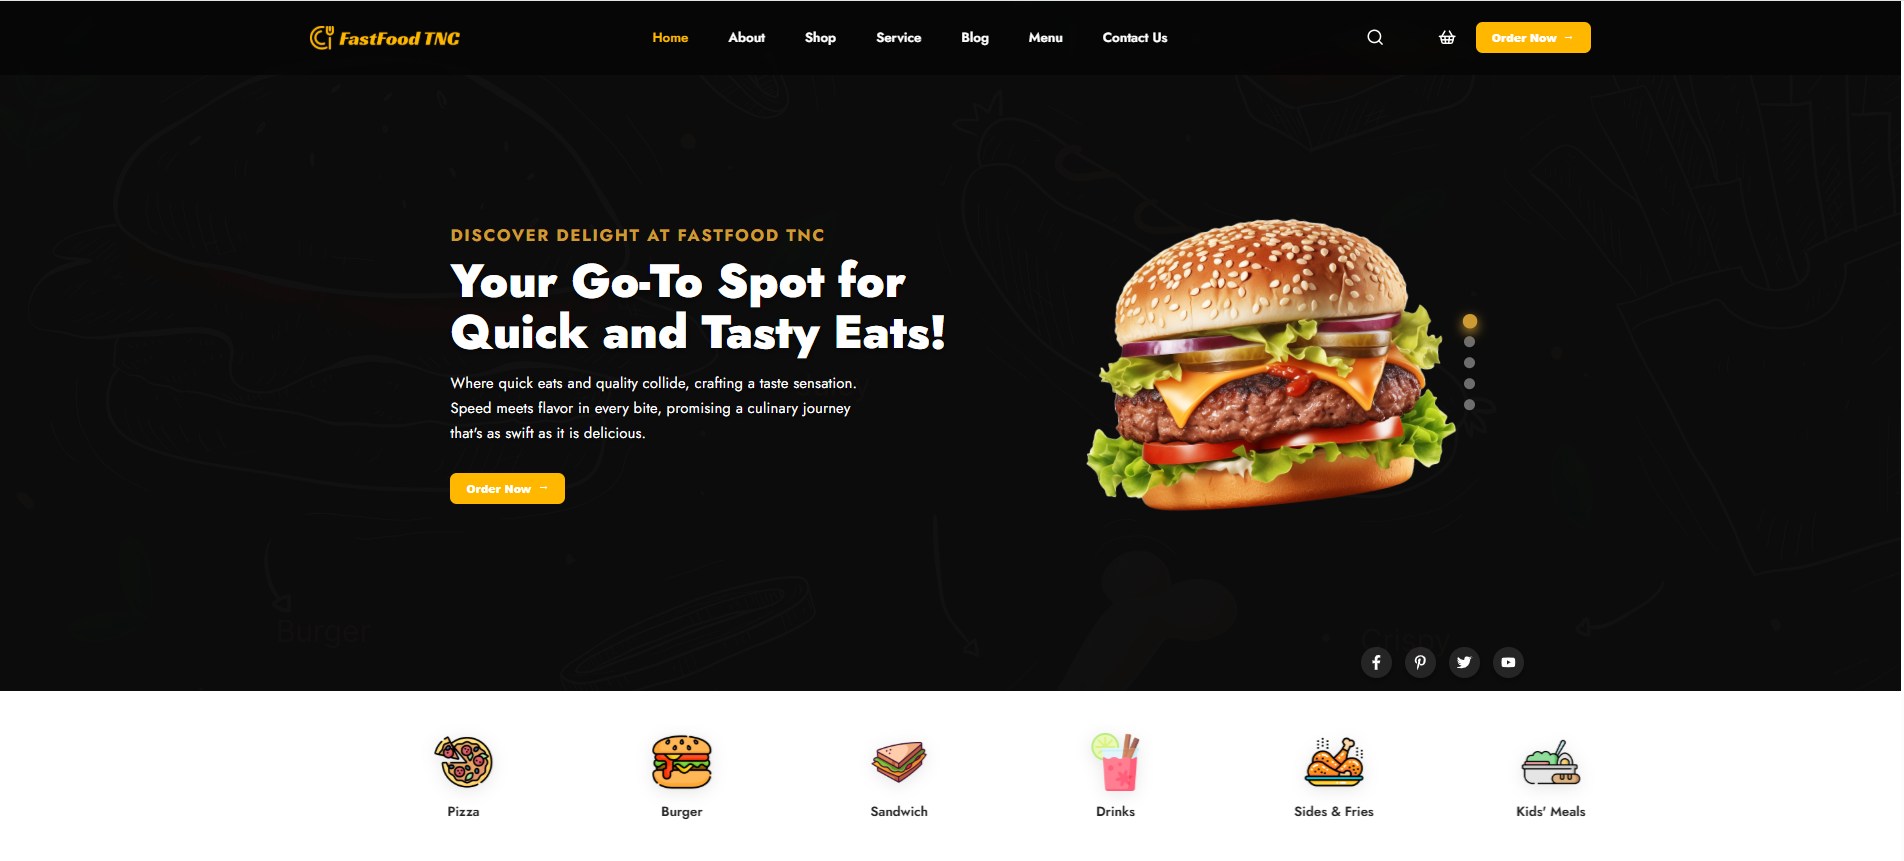 FastFood TNC
Home About Shop Service Blog Menu Contact Us
Order Now →
DISCOVER DELIGHT AT FASTFOOD TNC
Your Go-To Spot for
Quick and Tasty Eats!
Where quick eats and quality collide, crafting a taste sensation.
Speed meets flavor in every bite, promising a culinary journey
that's as swift as it is delicious.
Order Now →
Burger
Crispy
Pizza
Burger
Sandwich
Drinks
Sides & Fries
Kids' Meals